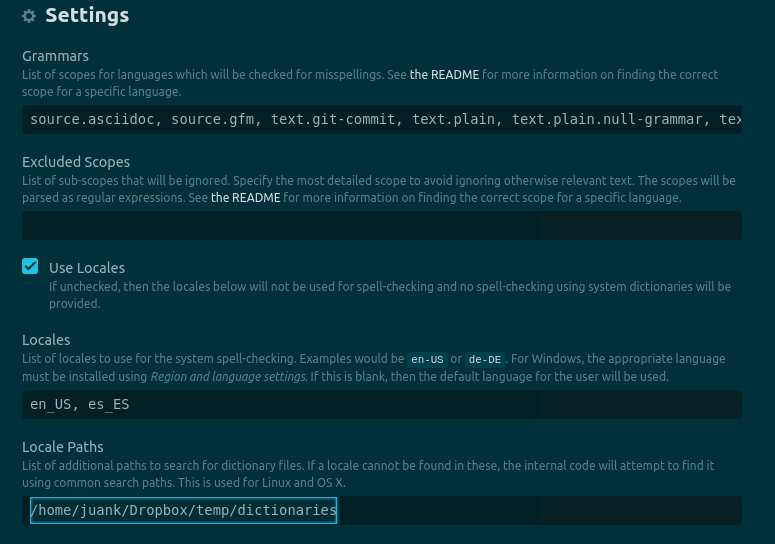 Settings
Grammars
List of scopes for languages which will be checked for misspellings. See the README for more information on finding the correct
scope for a specific language.
source.asciidoc, source.gfm, text.git-commit, text.plain, text.plain.null-grammar, tex
Excluded Scopes
List of sub-scopes that will be ignored. Specify the most detailed scope to avoid ignoring otherwise relevant text. The scopes will be
parsed as regular expressions. See the README for more information on finding the correct scope for a specific language.
Use Locales
If unchecked, then the locales below will not be used for spell-checking and no spell-checking using system dictionaries will be
provided.
Locales
List of locales to use for the system spell-checking. Examples would be en-US or de-DE. For Windows, the appropriate language
must be installed using Region and language settings. If this is blank, then the default language for the user will be used.
en_US, es_ES
Locale Paths
List of additional paths to search for dictionary files. If a locale cannot be found in these, the internal code will attempt to find it
using common search paths. This is used for Linux and OS X.
/home/juank/Dropbox/temp/dictionaries